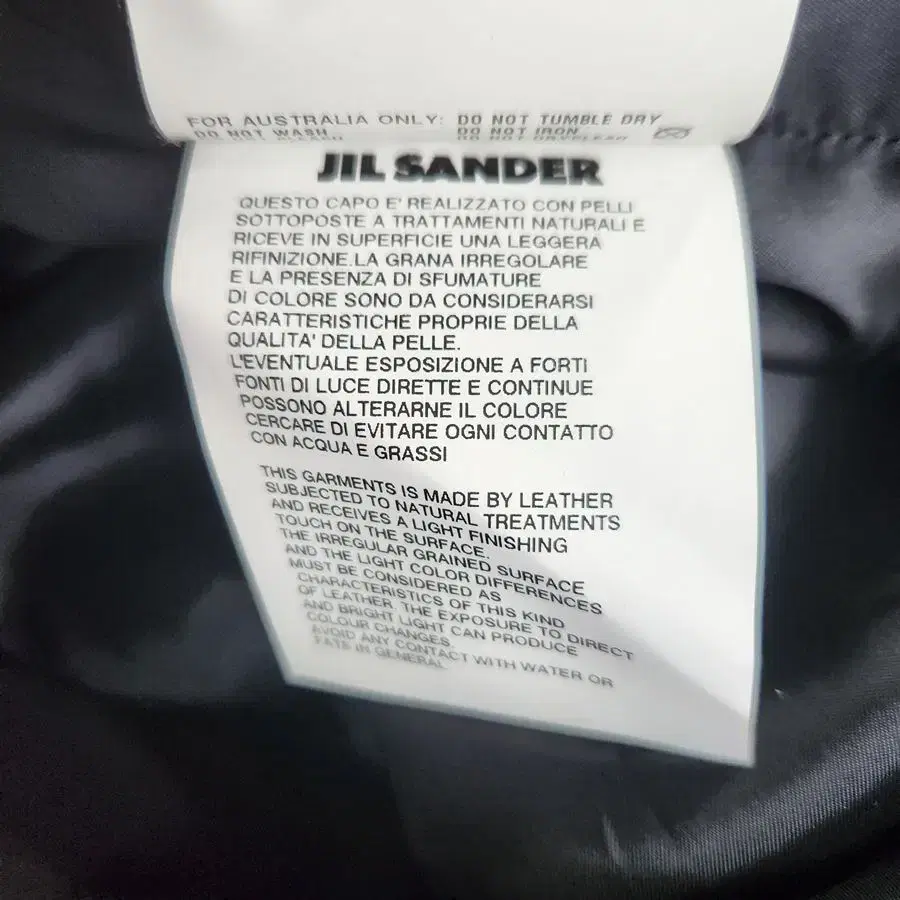 FOR AUSTRALIA ONLY: DO NOT TUMBLE DRY
DO NOT WASH DO NOT IRON
DO NOT DRYCLEAN
JIL SANDER
QUESTO CAPO E' REALIZZATO CON PELLI
SOTTOPOSTE A TRATTAMENTI NATURALI E
RICEVE IN SUPERFICIE UNA LEGGERA
RIFINIZIONE.LA GRANA IRREGOLARE
E LA PRESENZA DI SFUMATURE
DI COLORE SONO DA CONSIDERARSI
CARATTERISTICHE PROPRIE DELLA
QUALITA' DELLA PELLE.
L'EVENTUALE ESPOSIZIONE A FORTI
FONTI DI LUCE DIRETTE E CONTINUE
POSSONO ALTERARNE IL COLORE
CERCARE DI EVITARE OGNI CONTATTO
CON ACQUA E GRASSI
THIS GARMENTS IS MADE BY LEATHER
SUBJECTED TO NATURAL TREATMENTS
AND RECEIVES A LIGHT FINISHING
TOUCH ON THE SURFACE.
THE IRREGULAR GRAINED SURFACE
AND THE LIGHT COLOR DIFFERENCES
MUST BE CONSIDERED AS
CHARACTERISTICS OF THIS KIND
OF LEATHER. THE EXPOSURE TO DIRECT
AND BRIGHT LIGHT CAN PRODUCE
COLOUR CHANGES.
AVOID ANY CONTACT WITH WATER OR
FATS IN GENERAL